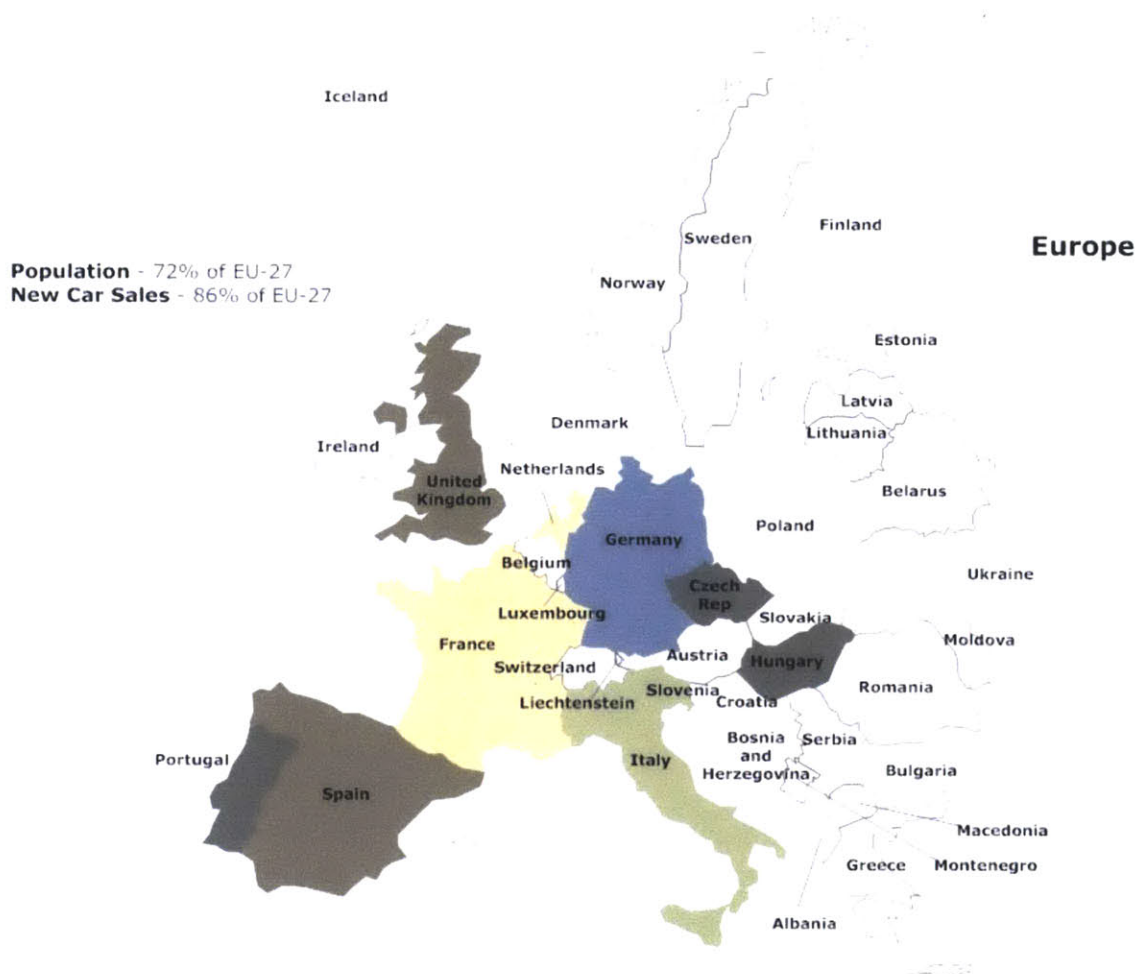 Iceland
Finland
Sweden
Europe
Population - 72% of EU-27
Norway
New Car Sales - 86% of EU-27
Estonia
Latvia
Denmark
Lithuania
Ireland
Netherlands
United
Kingdom
Belarus
Poland
Germany
Belgium
Ukraine
Czech
Rep
Luxembourg
Slovakia
France
Moldova
Austria
Hungary
Switzerland
Slovenia
Romania
Liechtenstein
Croatia
Bosnia
and
Herzegovina
Serbia
Portugal
Italy
Bulgaria
Spain
Macedonia
Greece
Montenegro
Albania